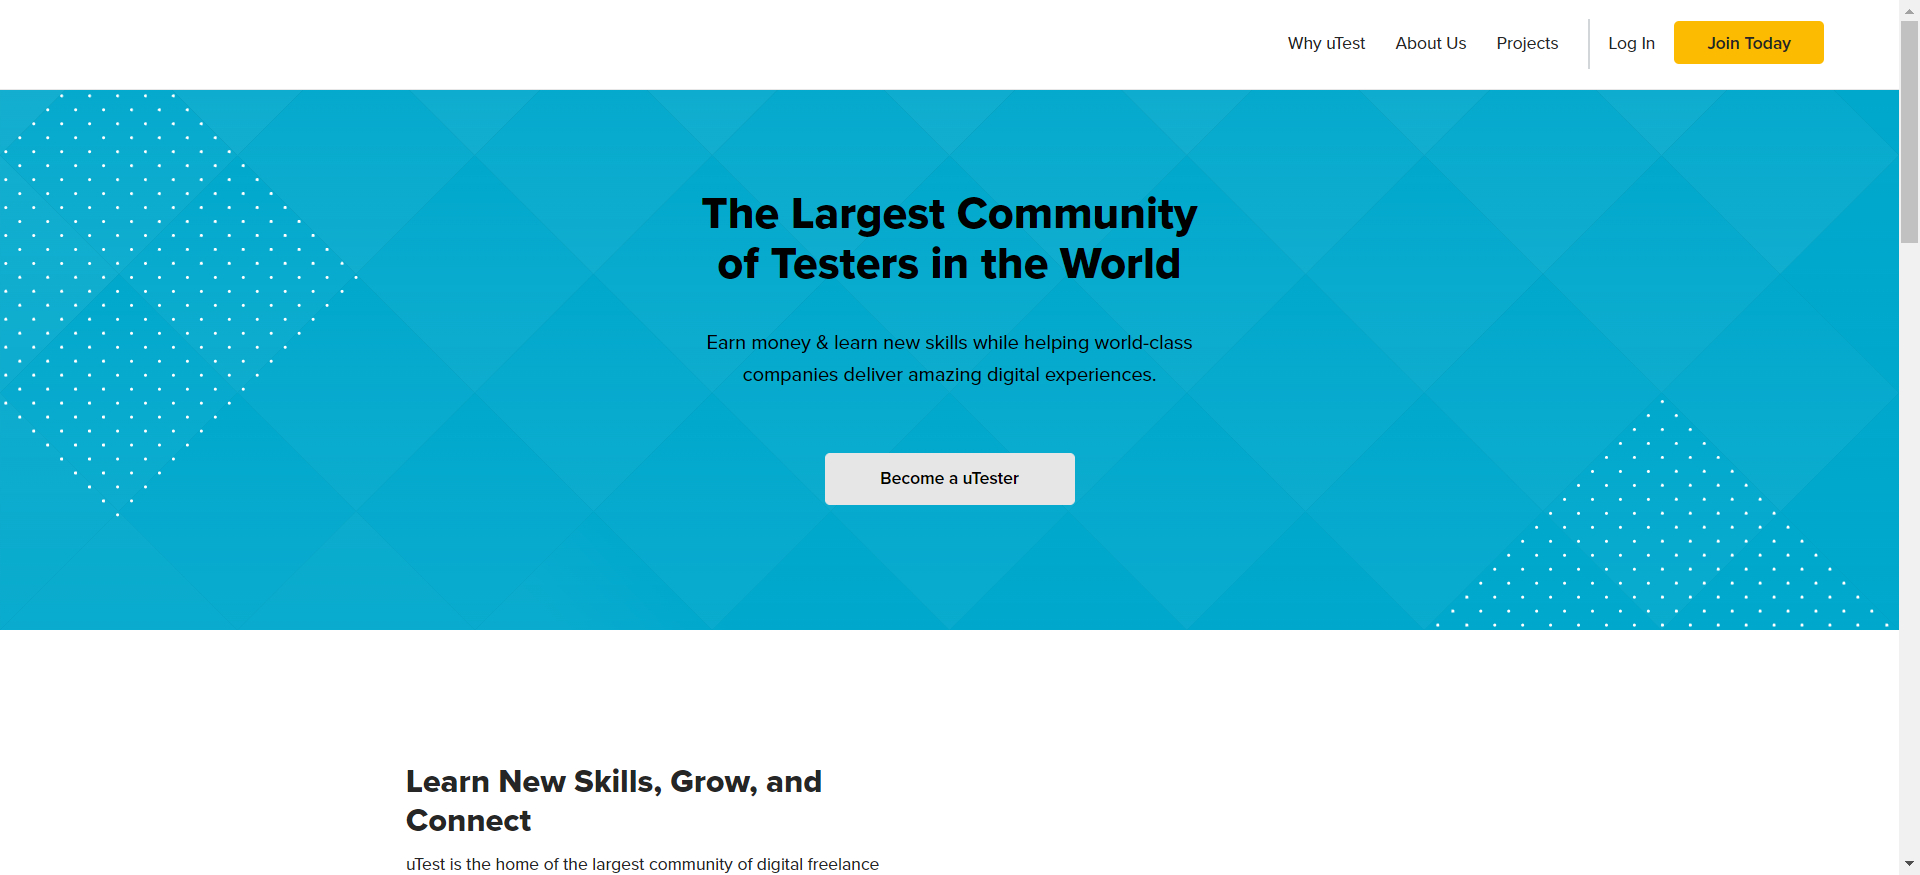 Why uTest About Us Projects Log In Join Today
The Largest Community
of Testers in the World
Earn money & learn new skills while helping world-class
companies deliver amazing digital experiences.
Become a uTester
Learn New Skills, Grow, and
Connect
uTest is the home of the largest community of digital freelance